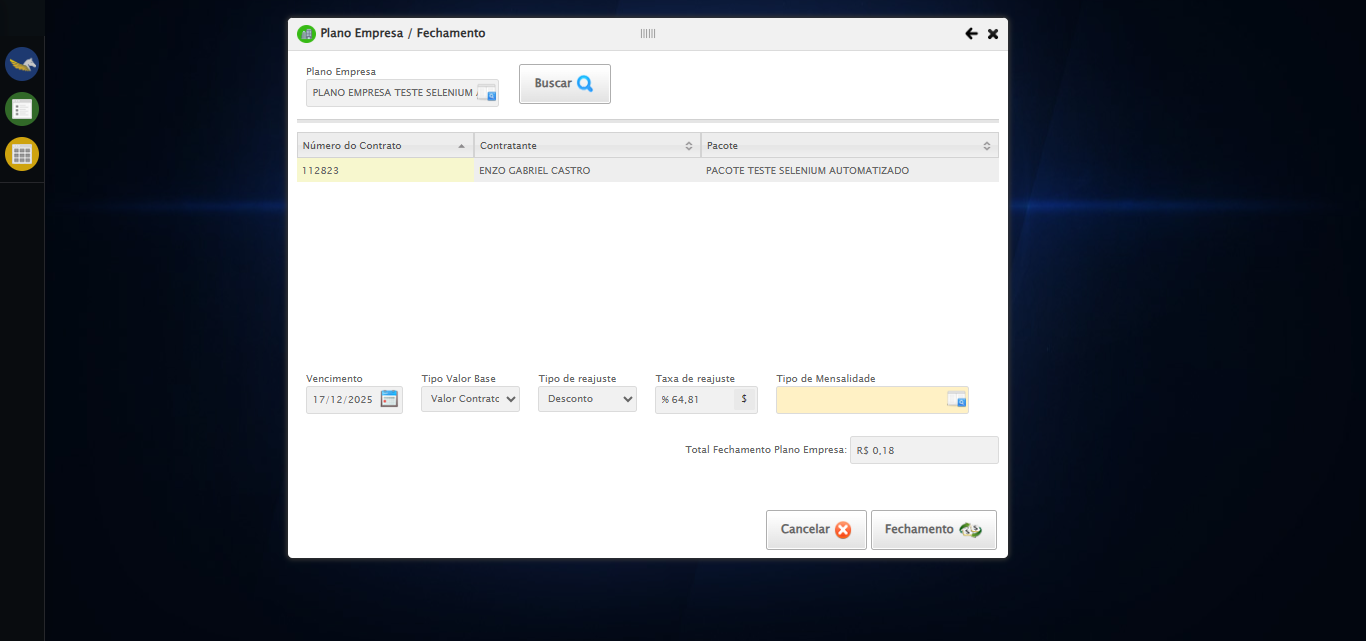 Plano Empresa / Fechamento
Plano Empresa
PLANO EMPRESA TESTE SELENIUM
Buscar
Número do Contrato Contratante Pacote
112823 ENZO GABRIEL CASTRO PACOTE TESTE SELENIUM AUTOMATIZADO
Vencimento Tipo Valor Base Tipo de reajuste Taxa de reajuste Tipo de Mensalidade
17/12/2025 Valor Contrato Desconto % 64,81 $
Total Fechamento Plano Empresa: R$ 0,18
Cancelar Fechamento